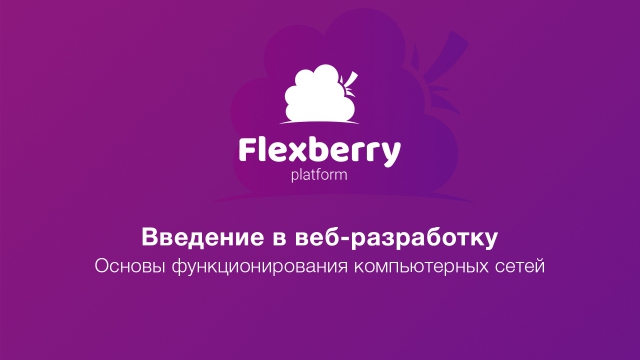 Flexberry
platform
Введение в веб-разработку
Основы функционирования компьютерных сетей